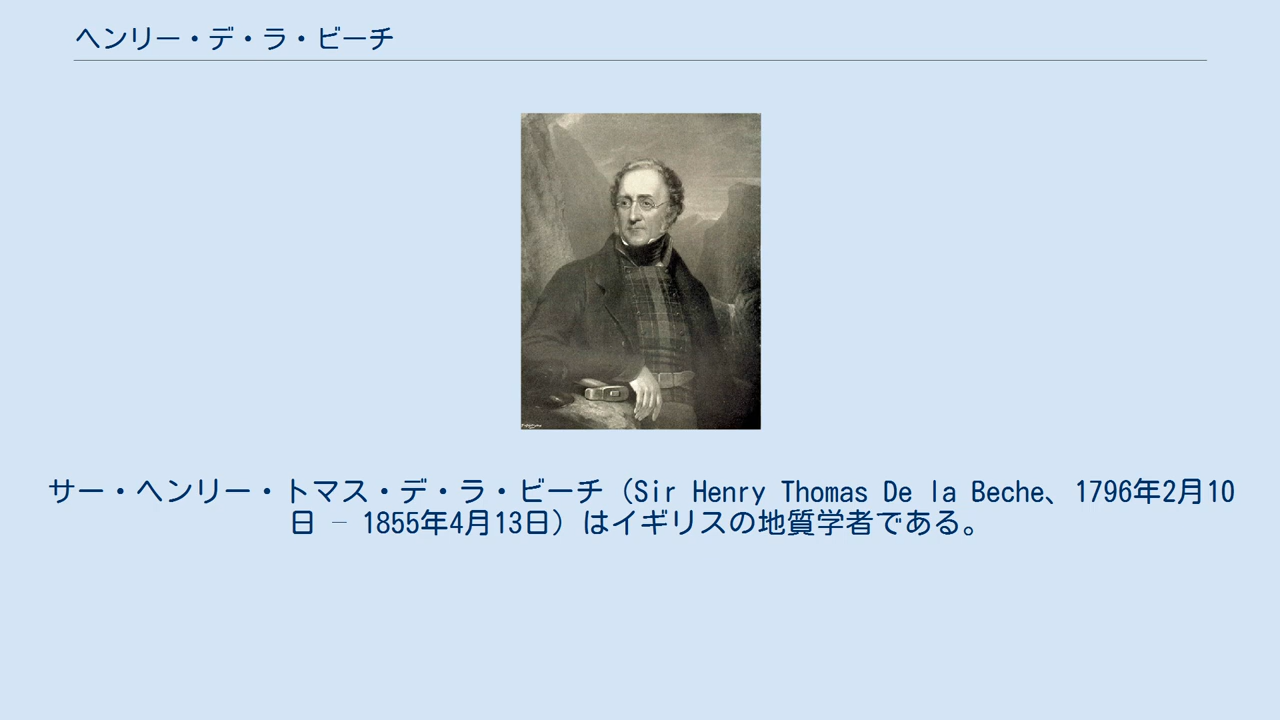 ヘンリー・デ・ラ・ビーチ
サー・ヘンリー・トマス・デ・ラ・ビーチ（Sir Henry Thomas De la Beche、1796年2月10
日 – 1855年4月13日）はイギリスの地質学者である。